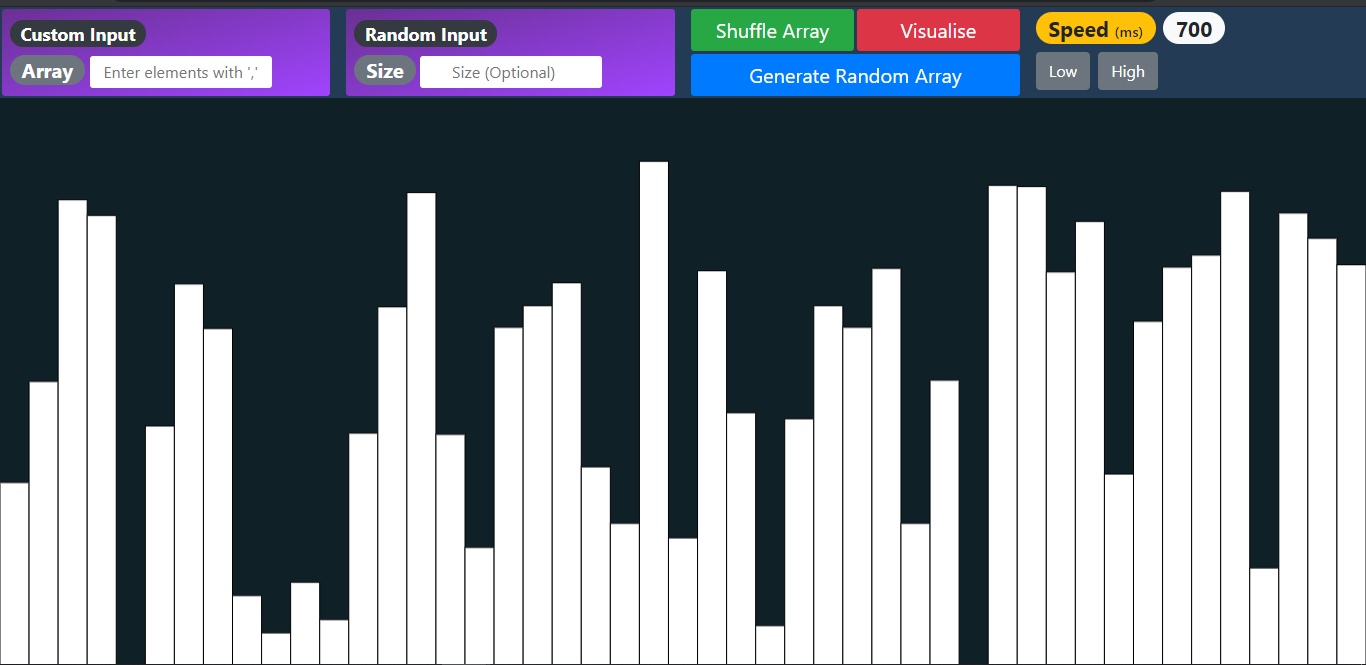 Custom Input
Array Enter elements with ','
Random Input
Size Size (Optional)
Shuffle Array Visualise
Generate Random Array
Speed (ms) 700
Low High